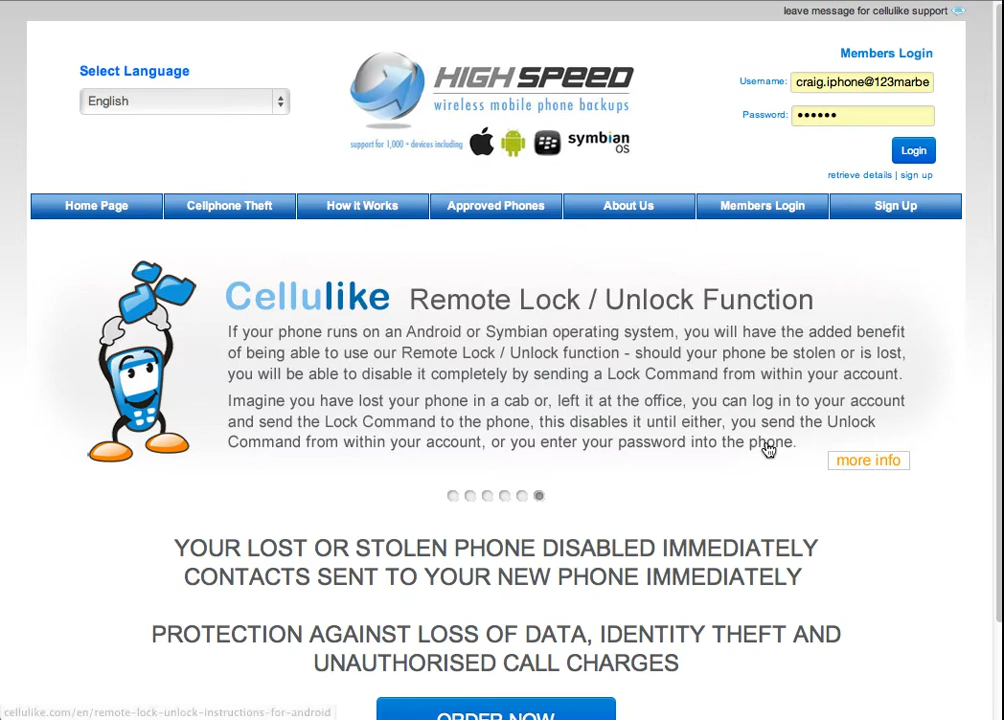 leave message for cellulike support
Select Language
English
HIGH SPEED
wireless mobile phone backups
support for 1,000 + devices including
symbian
OS
Members Login
Username: craig.iphone@123marbe
Password: ••••••
Login
retrieve details | sign up
Home Page
Cellphone Theft
How it Works
Approved Phones
About Us
Members Login
Sign Up
Cellulike Remote Lock / Unlock Function
If your phone runs on an Android or Symbian operating system, you will have the added benefit
of being able to use our Remote Lock / Unlock function - should your phone be stolen or is lost,
you will be able to disable it completely by sending a Lock Command from within your account.
Imagine you have lost your phone in a cab or, left it at the office, you can log in to your account
and send the Lock Command to the phone, this disables it until either, you send the Unlock
Command from within your account, or you enter your password into the phone.
more info
YOUR LOST OR STOLEN PHONE DISABLED IMMEDIATELY
CONTACTS SENT TO YOUR NEW PHONE IMMEDIATELY
PROTECTION AGAINST LOSS OF DATA, IDENTITY THEFT AND
UNAUTHORISED CALL CHARGES
ORDER NOW
cellulike.com/en/remote-lock-unlock-instructions-for-android